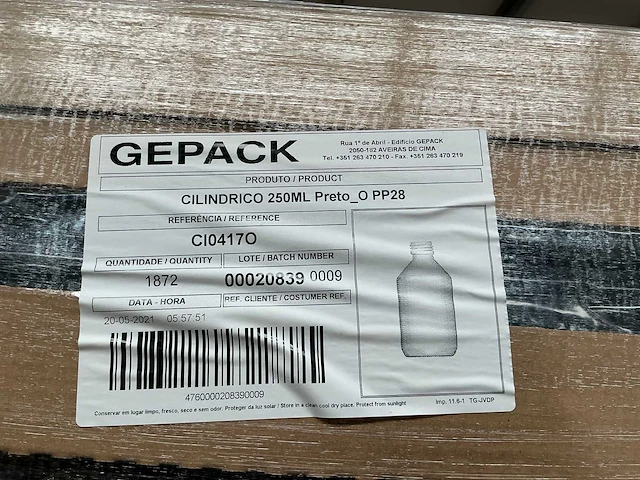 GEPACK
Rua 1º de Abril - Edifício GEPACK
2050-182 AVEIRAS DE CIMA
Tel. +351 263 470 210 - Fax. +351 263 470 219
PRODUTO / PRODUCT
CILINDRICO 250ML Preto_O PP28
REFERÊNCIA / REFERENCE
CI0417O
QUANTIDADE / QUANTITY
LOTE / BATCH NUMBER
1872
00020839 0009
DATA - HORA
REF. CLIENTE / COSTUMER REF.
20-05-2021 05:57:51
4760000208390009
Conservar em lugar limpo, fresco, seco e sem odor. Proteger da luz solar / Store in a clean cool dry place. Protect from sunlight
Imp. 11.6-1 TG-JVDP